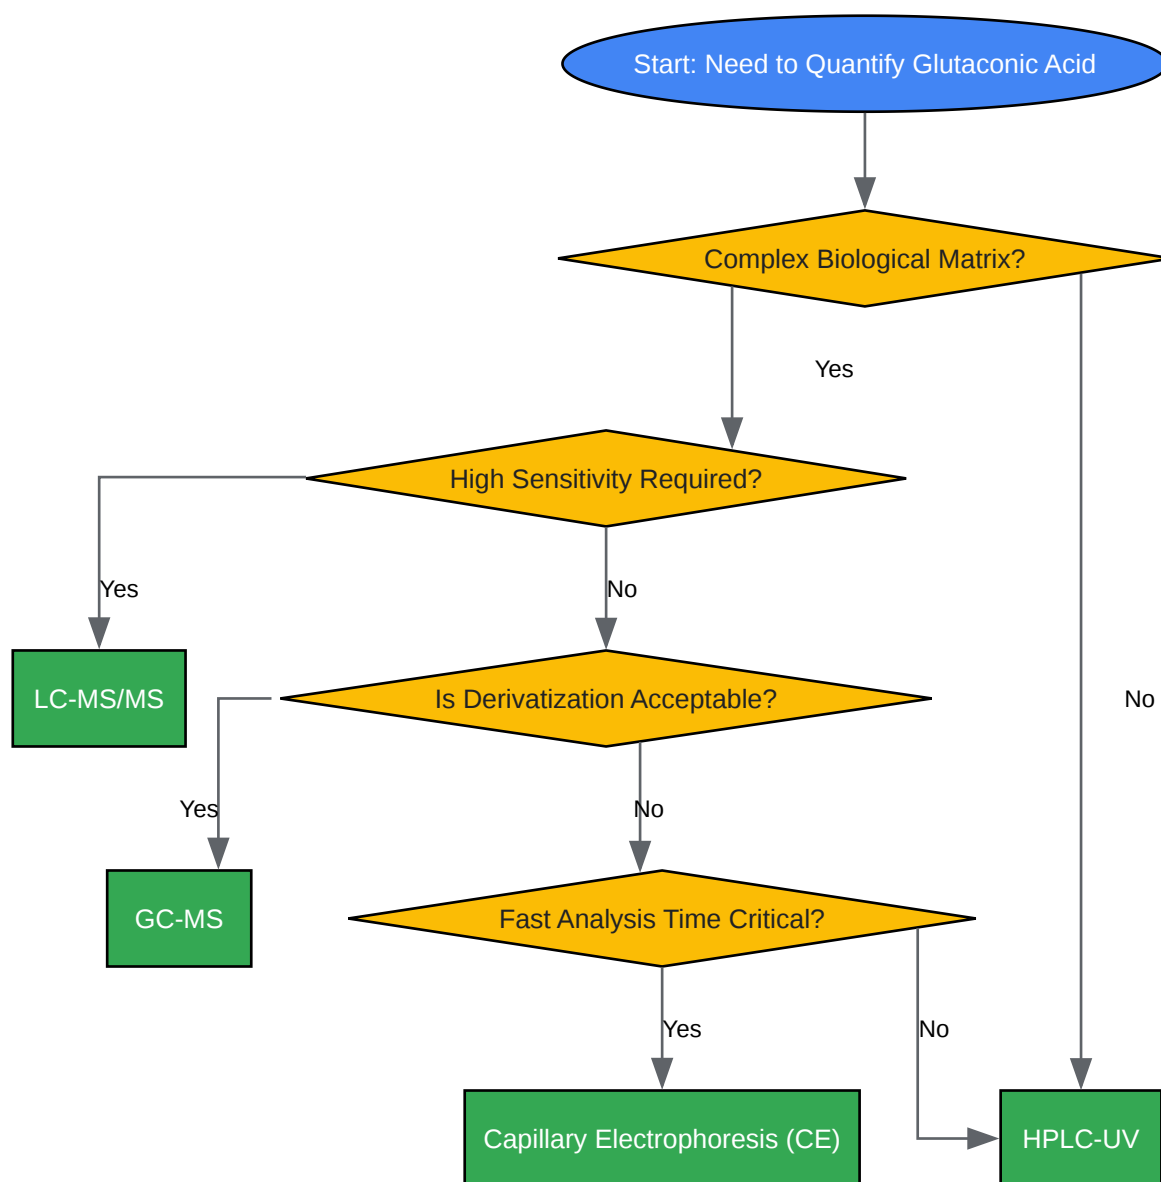 Start: Need to Quantify Glutaconic Acid
Complex Biological Matrix?
Yes
High Sensitivity Required?
Yes
No
LC-MS/MS
Is Derivatization Acceptable?
No
Yes
No
GC-MS
Fast Analysis Time Critical?
Yes
No
Capillary Electrophoresis (CE)
HPLC-UV